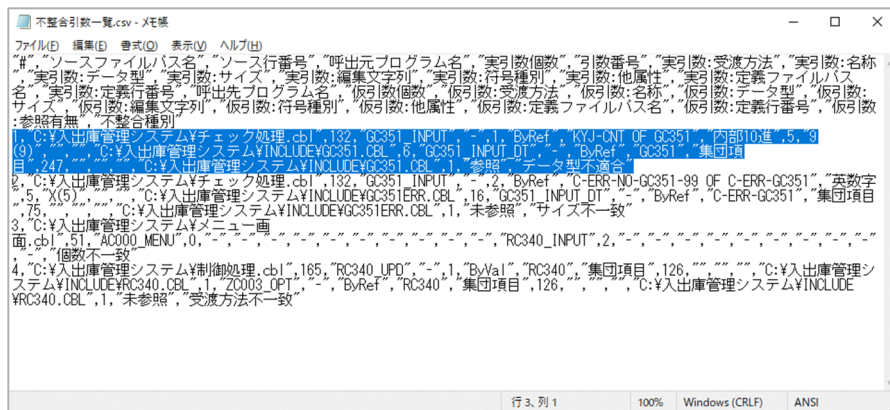 不整合引数一覧.csv - メモ帳
ファイル(F) 編集(E) 書式(O) 表示(V) ヘルプ(H)
"#","ソースファイルパス名","ソース行番号","呼出元プログラム名","実引数個数","引数番号","実引数:受渡方法","実引数:名称
","実引数:データ型","実引数:サイズ","実引数:編集文字列","実引数:符号種別","実引数:他属性","実引数:定義ファイルパス
名","実引数:定義行番号","呼出先プログラム名","仮引数個数","仮引数:受渡方法","仮引数:名称","仮引数:データ型","仮引数:
サイズ","仮引数:編集文字列","仮引数:符号種別","仮引数:他属性","仮引数:定義ファイルパス名","仮引数:定義行番号","仮引数
:参照有無","不整合種別"
1,"C:¥入出庫管理システム¥チェック処理.cbl",132,"GC351_INPUT","-",1,"ByRef","KYJ-CNT OF GC351","内部10進",5,"9
(9)","","","C:¥入出庫管理システム¥INCLUDE¥GC351.CBL",6,"GC351_INPUT_DT","-","ByRef","GC351","集団項
目",247,"","","","C:¥入出庫管理システム¥INCLUDE¥GC351.CBL",1,"参照","データ型不適合"
2,"C:¥入出庫管理システム¥チェック処理.cbl",132,"GC351_INPUT","-",2,"ByRef","C-ERR-NO-GC351-99 OF C-ERR-GC351","英数字
",5,"X(5)","","","C:¥入出庫管理システム¥INCLUDE¥GC351ERR.CBL",16,"GC351_INPUT_DT","-","ByRef","C-ERR-GC351","集団項目
",75,"","","","C:¥入出庫管理システム¥INCLUDE¥GC351ERR.CBL",1,"未参照","サイズ不一致"
3,"C:¥入出庫管理システム¥メニュー画
面.cbl",51,"AC000_MENU",0,"-","-","-","-","-","-","-","-","-","-","RC340_INPUT",2,"-","-","-","-","-","-","-","-","-"
,"-","個数不一致"
4,"C:¥入出庫管理システム¥制御処理.cbl",165,"RC340_UPD","-",1,"ByVal","RC340","集団項目",126,"","","","C:¥入出庫管理シ
ステム¥INCLUDE¥RC340.CBL",1,"ZC003_OPT","-","ByRef","RC340","集団項目",126,"","","","C:¥入出庫管理システム¥INCLUDE
¥RC340.CBL",1,"未参照","受渡方法不一致"
行 3、列 1 100% Windows (CRLF) ANSI